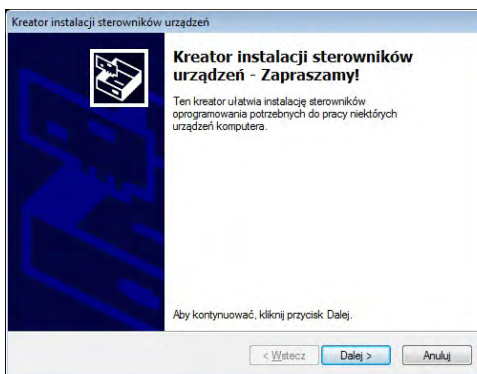 Kreator instalacji sterowników urządzeń
Kreator instalacji sterowników
urządzeń - Zapraszamy!
Ten kreator ułatwia instalację sterowników
oprogramowania potrzebnych do pracy niektórych
urządzeń komputera.
Aby kontynuować, kliknij przycisk Dalej.
< Wstecz Dalej > Anuluj